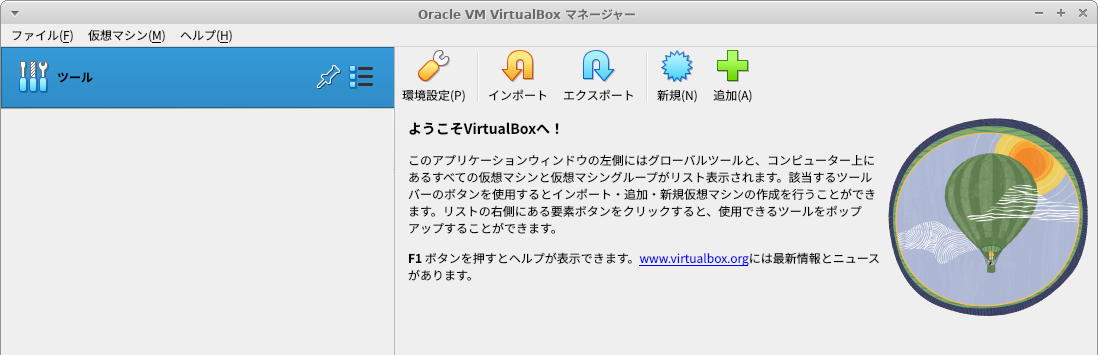 Oracle VM VirtualBox マネージャー
ファイル(F) 仮想マシン(M) ヘルプ(H)
ツール
環境設定(P) インポート エクスポート 新規(N) 追加(A)
ようこそVirtualBoxへ！
このアプリケーションウィンドウの左側にはグローバルツールと、コンピューター上に
あるすべての仮想マシンと仮想マシングループがリスト表示されます。該当するツール
バーのボタンを使用するとインポート・追加・新規仮想マシンの作成を行うことができ
ます。リストの右側にある要素ボタンをクリックすると、使用できるツールをポップ
アップすることができます。
F1 ボタンを押すとヘルプが表示できます。www.virtualbox.orgには最新情報とニュース
があります。